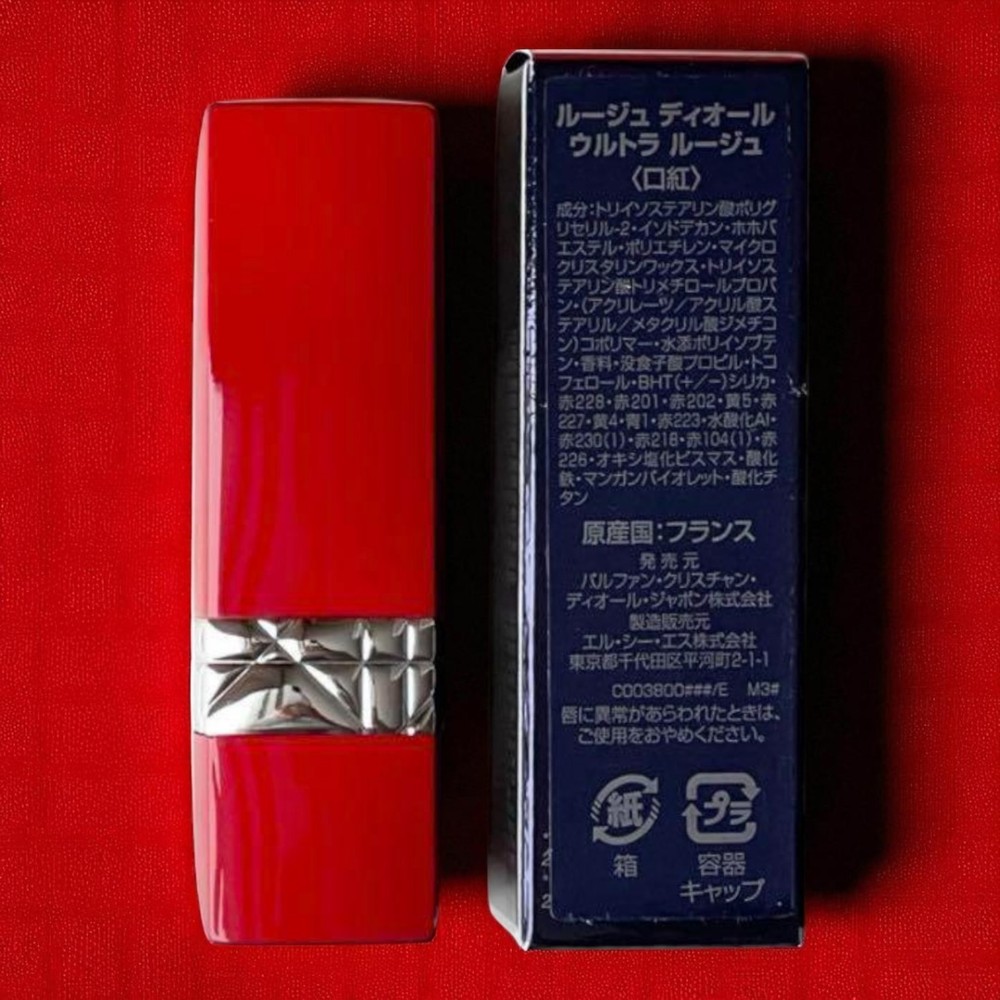 ルージュ ディオール
ウルトラ ルージュ
〈口紅〉
成分:トリイソステアリン酸ポリグ
リセリル-2・イソドデカン・ホホバ
エステル・ポリエチレン・マイクロ
クリスタリンワックス・トリイソス
テアリン酸トリメチロールプロパ
ン・(アクリレーツ/アクリル酸ス
テアリル/メタクリル酸ジメチコ
ン)コポリマー・水添ポリイソブテ
ン・香料・没食子酸プロピル・トコ
フェロール・BHT(+/-)シリカ・
赤228・赤201・赤202・黄5・赤
227・黄4・青1・赤223・水酸化Al・
赤230(1)・赤218・赤104(1)・赤
226・オキシ塩化ビスマス・酸化
鉄・マンガンバイオレット・酸化チ
タン
原産国:フランス
発売元
パルファン・クリスチャン・
ディオール・ジャポン株式会社
製造販売元
エル・シー・エス株式会社
東京都千代田区平河町2-1-1
C003800###/E M3#
唇に異常があらわれたときは、
ご使用をおやめください。
紙 プラ
箱 容器
キャップ